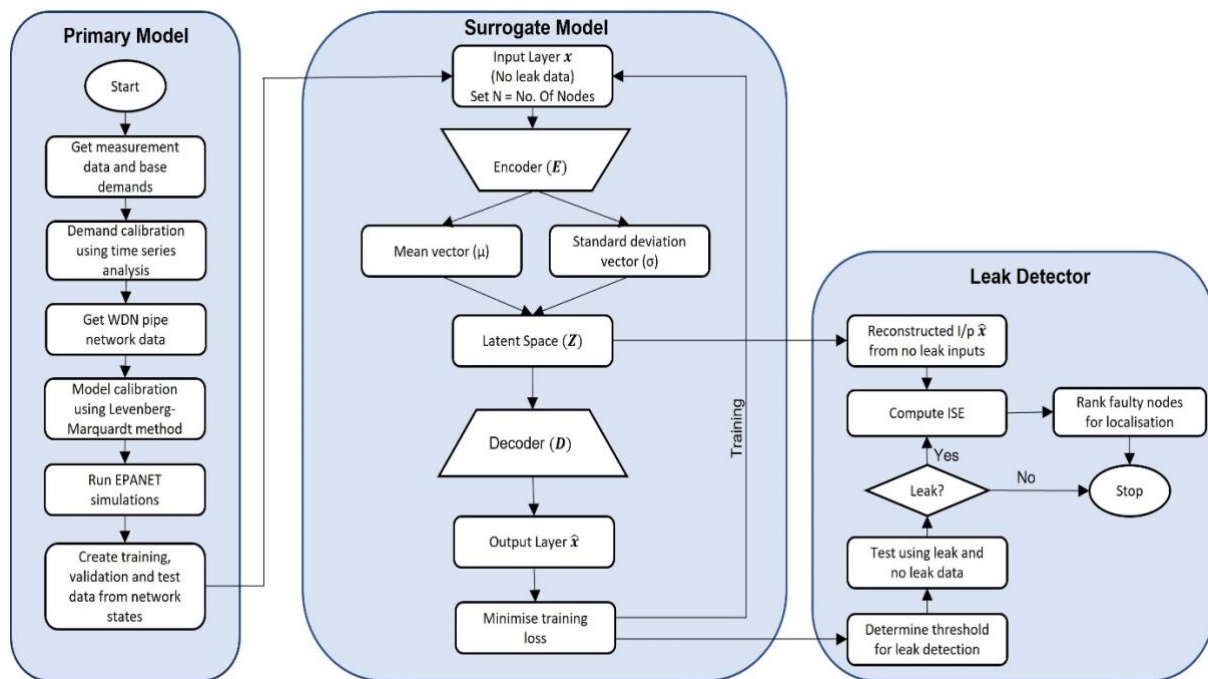 Primary Model
Start
Get measurement
data and base
demands
Demand calibration
using time series
analysis
Get WDN pipe
network data
Model calibration
using Levenberg-
Marquardt method
Run EPANET
simulations
Create training,
validation and test
data from network
states
Surrogate Model
Input Layer x
(No leak data)
Set N = No. Of Nodes
Encoder (E)
Mean vector (μ)
Standard deviation
vector (σ)
Latent Space (Z)
Decoder (D)
Output Layer x̂
Minimise training
loss
Training
Leak Detector
Reconstructed I/p x̂
from no leak inputs
Compute ISE
Rank faulty nodes
for localisation
Yes
Leak?
No
Stop
Test using leak and
no leak data
Determine threshold
for leak detection